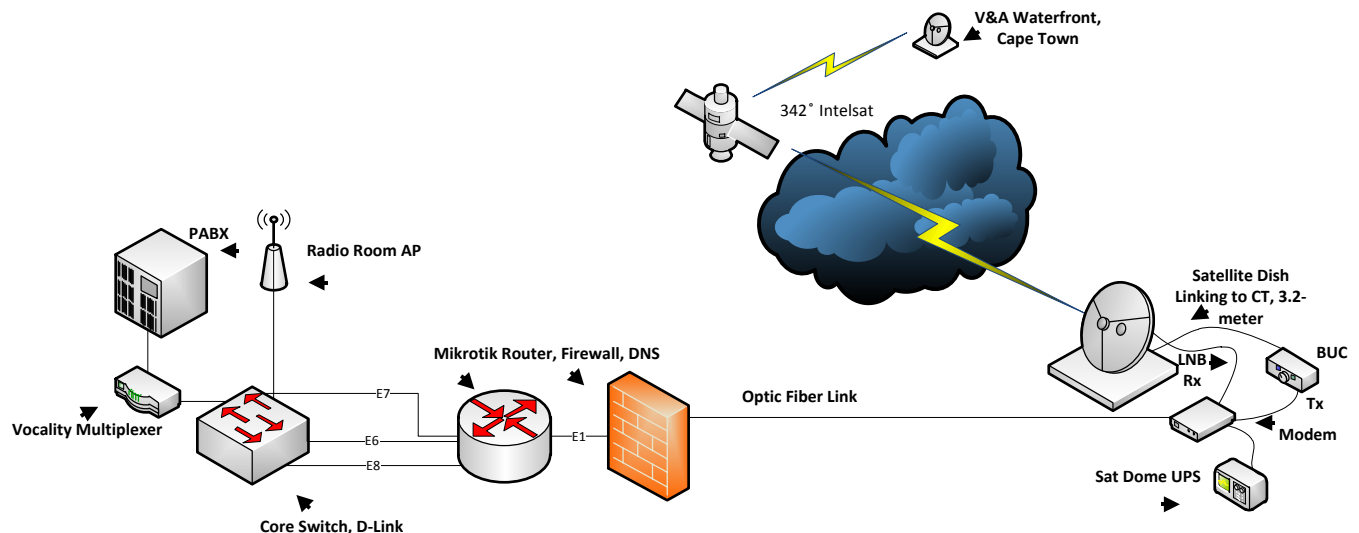 V&A Waterfront,
Cape Town
342˚ Intelsat
PABX
Radio Room AP
Satellite Dish
Linking to CT, 3.2-
meter
Mikrotik Router, Firewall, DNS
LNB
Rx
BUC
Tx
E7
Optic Fiber Link
Vocality Multiplexer
E6
E1
Modem
E8
Sat Dome UPS
Core Switch, D-Link